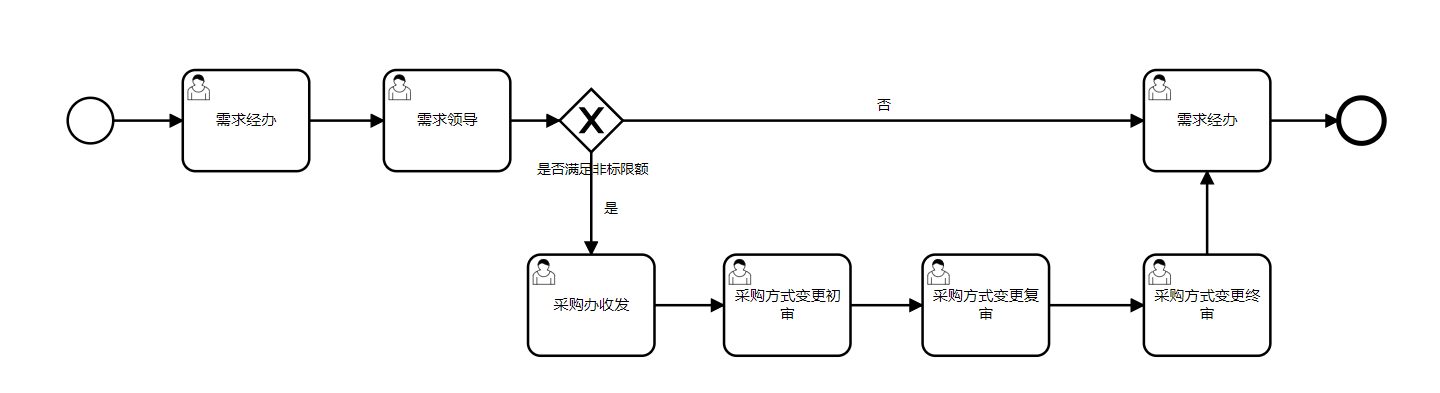 需求经办
需求领导
否
需求经办
是否满足非标限额
是
采购办收发
采购方式变更初
审
采购方式变更复
审
采购方式变更终
审